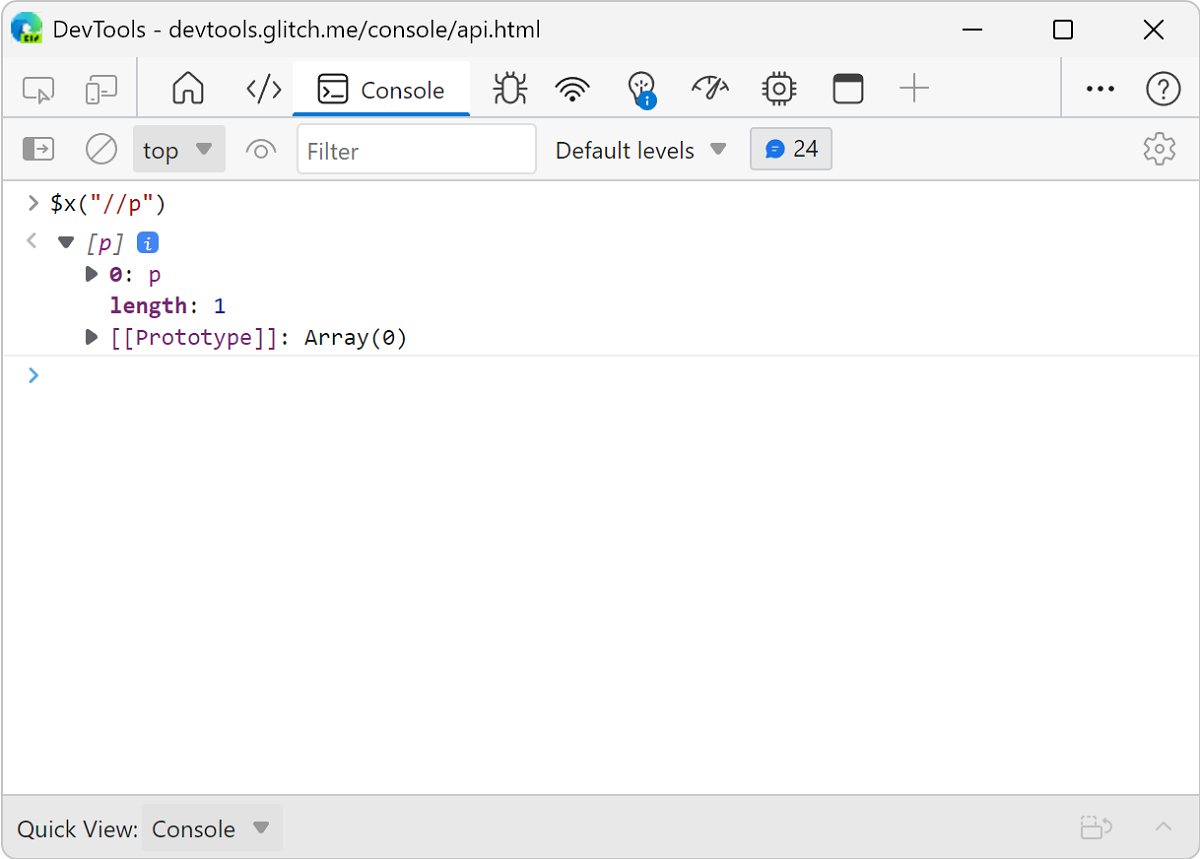 DevTools - devtools.glitch.me/console/api.html
</> Console
top Filter Default levels 24
> $x("//p")
[p] i
0: p
length: 1
[[Prototype]]: Array(0)
>
Quick View: Console